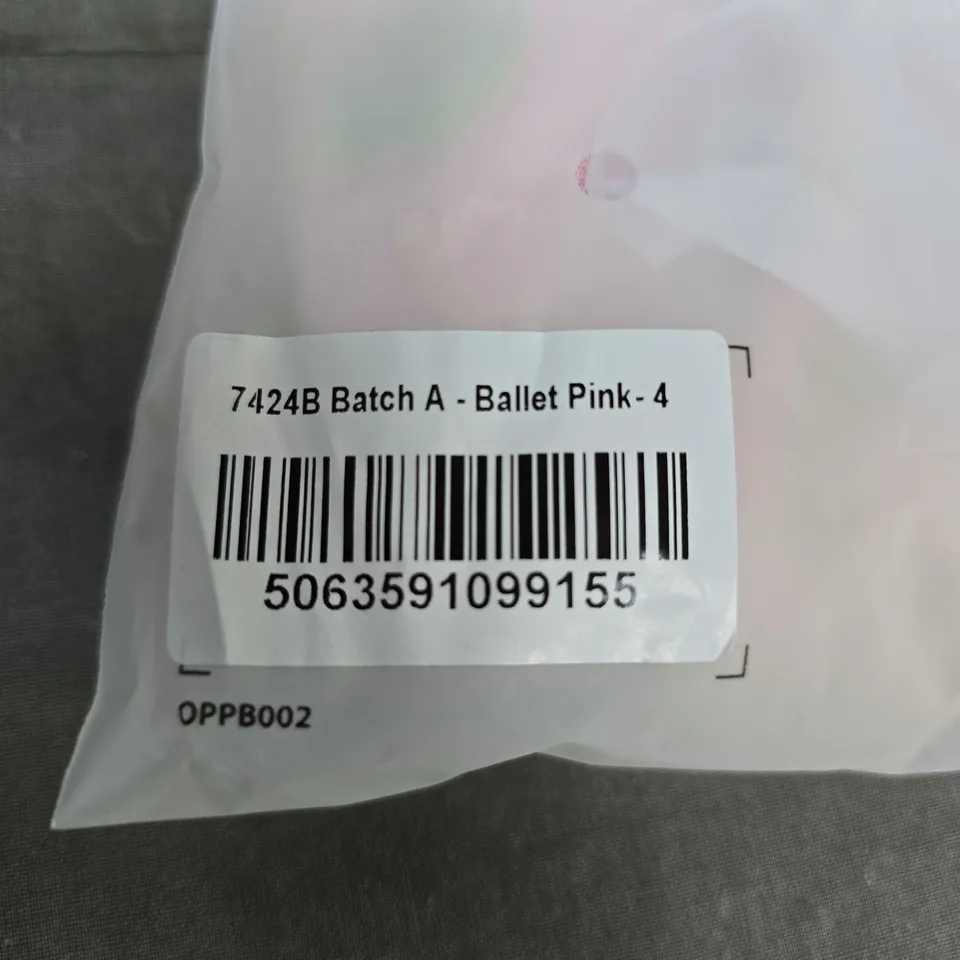 7424B Batch A - Ballet Pink- 4
5063591099155
OPPB002